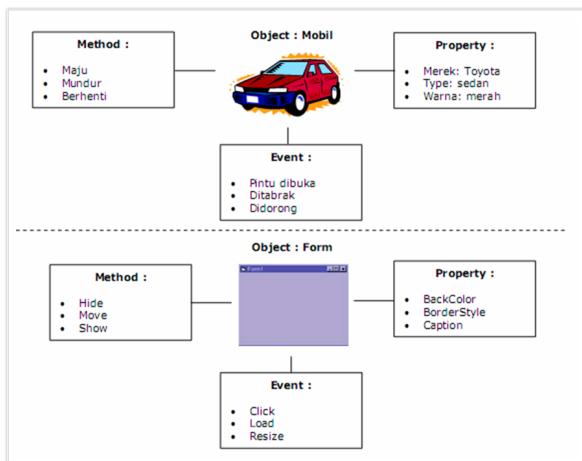 Object : Mobil
Method :
• Maju
• Mundur
• Berhenti
Property :
• Merek: Toyota
• Type: sedan
• Warna: merah
Event :
• Pintu dibuka
• Ditabrak
• Didorong
Object : Form
Method :
• Hide
• Move
• Show
Form1
Property :
• BackColor
• BorderStyle
• Caption
Event :
• Click
• Load
• Resize